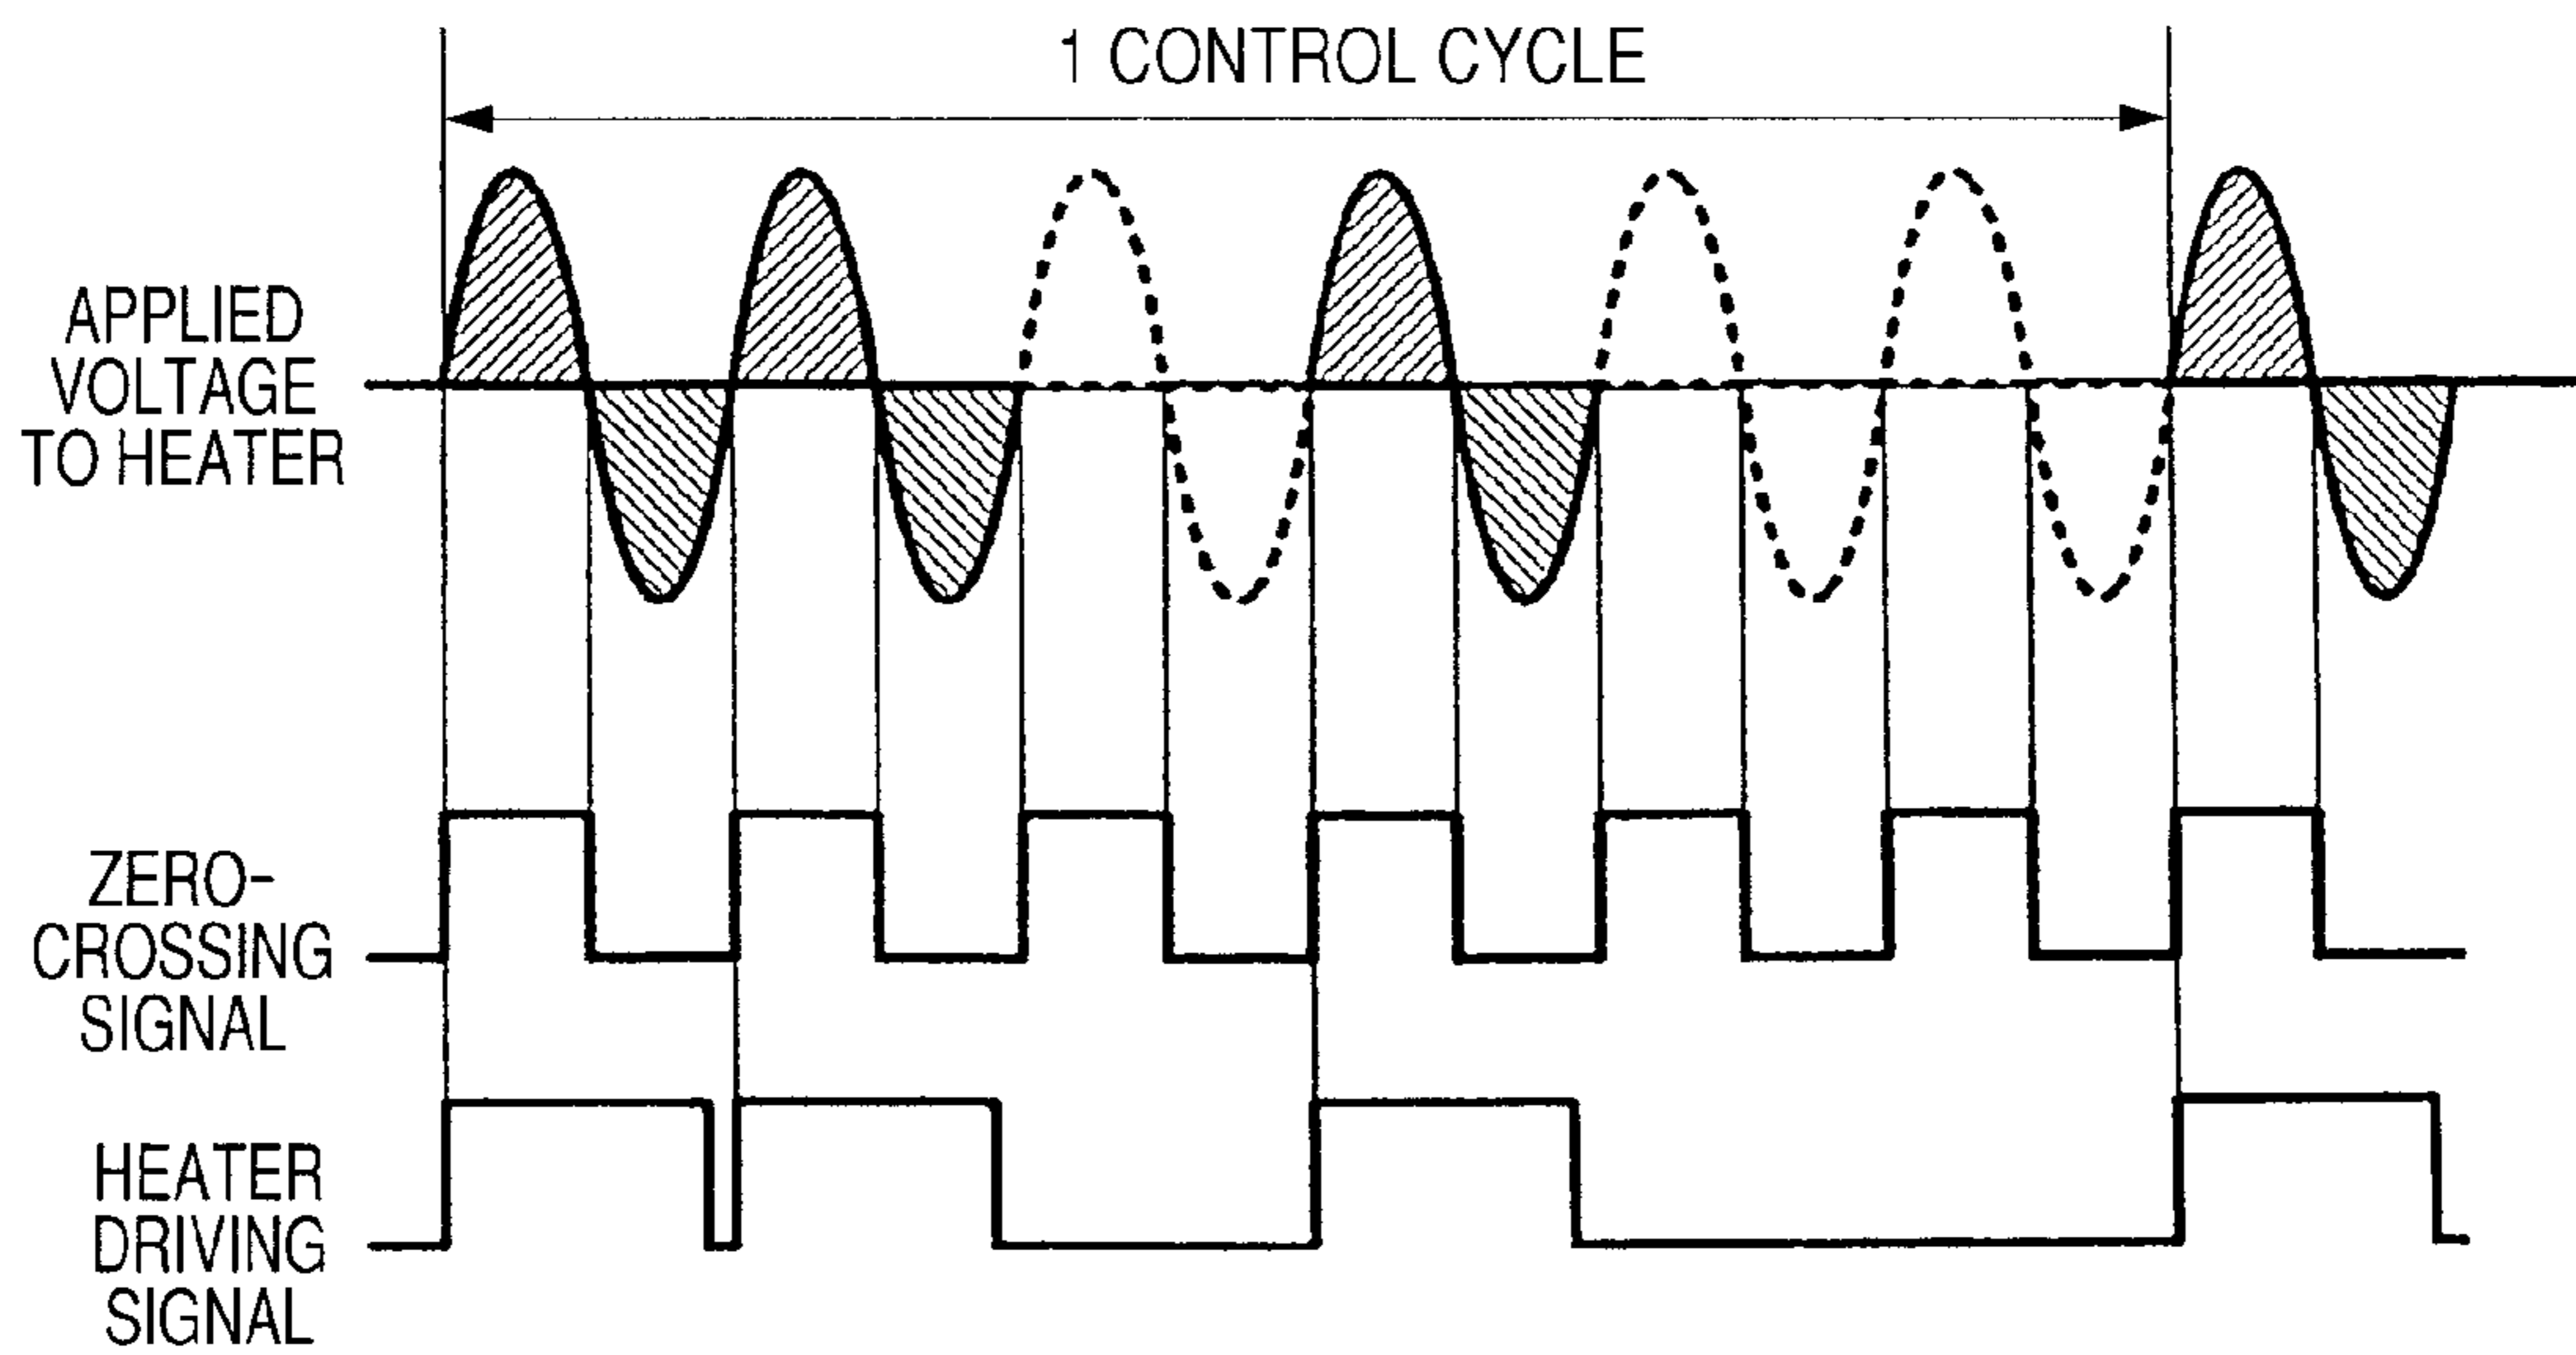 1 CONTROL CYCLE
APPLIED
VOLTAGE
TO HEATER
ZERO-
CROSSING
SIGNAL
HEATER
DRIVING
SIGNAL